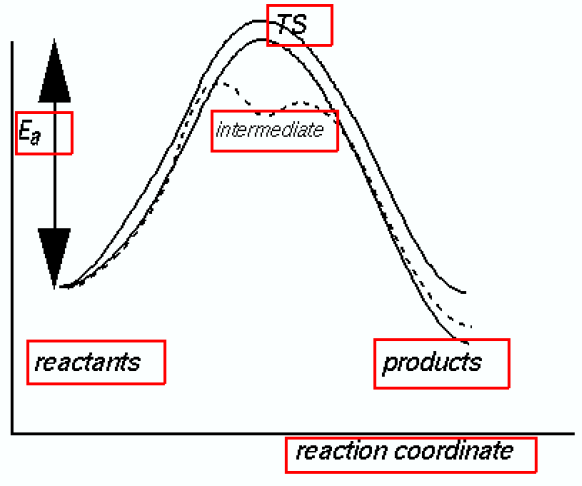 TS
Ea
intermediate
reactants
products
reaction coordinate